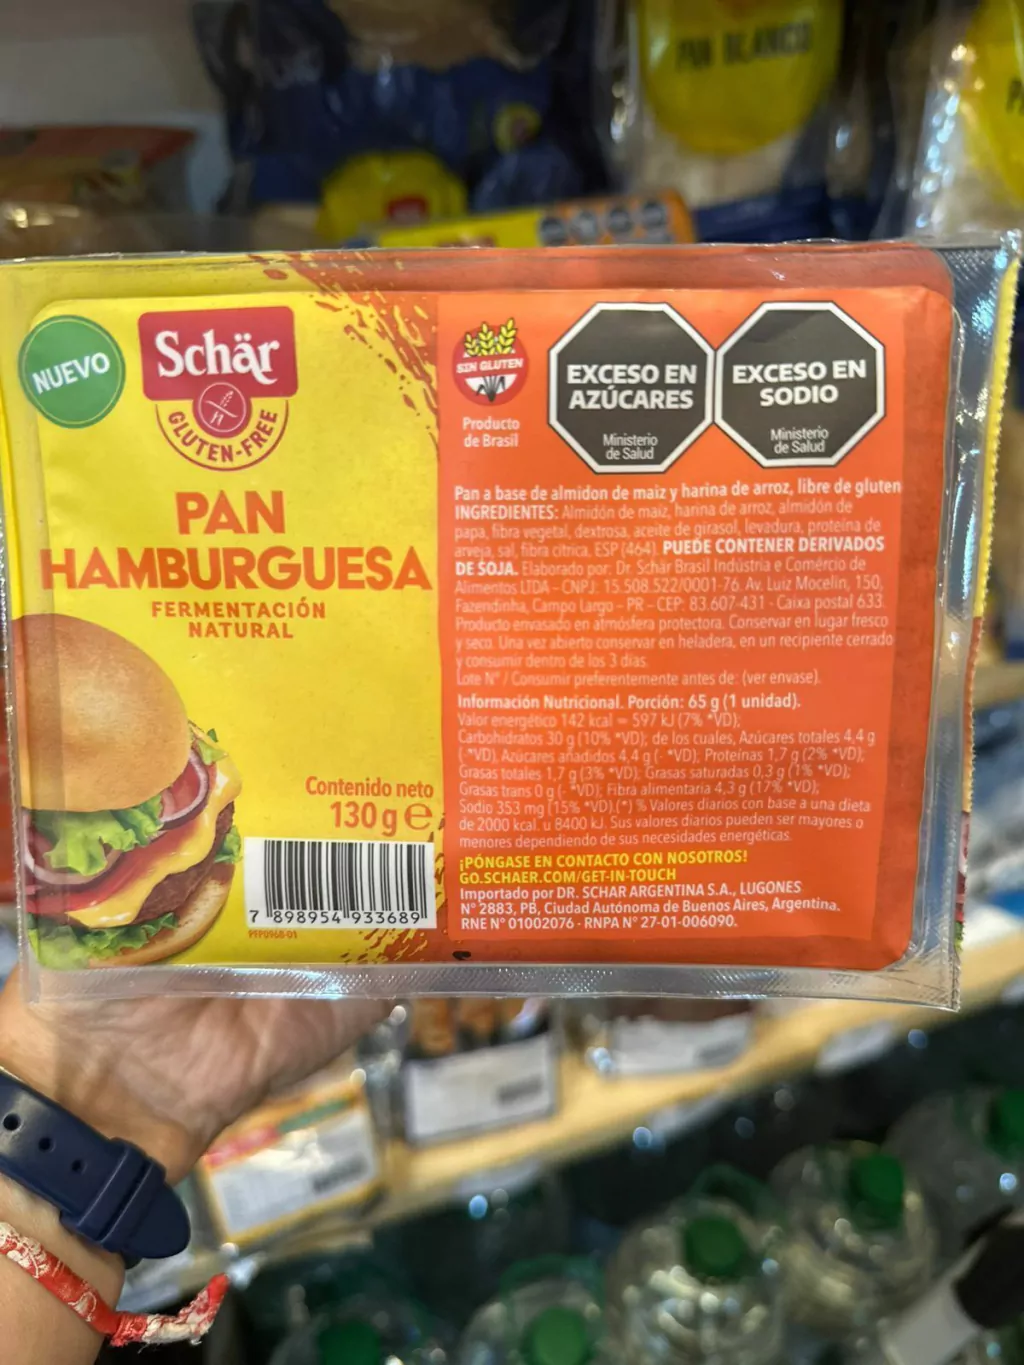 PAN BLANCO
NUEVO
Schär
GLUTEN-FREE
PAN
HAMBURGUESA
FERMENTACIÓN
NATURAL
Contenido neto
130 g e
7 898954 933689
PFP0968-01
SIN GLUTEN
Producto
de Brasil
EXCESO EN
AZÚCARES
Ministerio
de Salud
EXCESO EN
SODIO
Ministerio
de Salud
Pan a base de almidon de maiz y harina de arroz, libre de gluten
INGREDIENTES: Almidón de maíz, harina de arroz, almidón de
papa, fibra vegetal, dextrosa, aceite de girasol, levadura, proteína de
arveja, sal, fibra cítrica, ESP (464). PUEDE CONTENER DERIVADOS
DE SOJA. Elaborado por: Dr. Schär Brasil Indústria e Comércio de
Alimentos LTDA - CNPJ: 15.508.522/0001-76. Av. Luiz Mocelin, 150,
Fazendinha, Campo Largo - PR - CEP: 83.607-431 - Caixa postal 633.
Producto envasado en atmósfera protectora. Conservar en lugar fresco
y seco. Una vez abierto conservar en heladera, en un recipiente cerrado
y consumir dentro de los 3 días.
Lote N° / Consumir preferentemente antes de: (ver envase).
Información Nutricional. Porción: 65 g (1 unidad).
Valor energético 142 kcal = 597 kJ (7% *VD);
Carbohidratos 30 g (10% *VD); de los cuales, Azúcares totales 4,4 g
(-*VD), Azúcares añadidos 4,4 g (- *VD); Proteínas 1,7 g (2% *VD);
Grasas totales 1,7 g (3% *VD); Grasas saturadas 0,3 g (1% *VD);
Grasas trans 0 g (- *VD); Fibra alimentaria 4,3 g (17% *VD);
Sodio 353 mg (15% *VD).(*) % Valores diarios con base a una dieta
de 2000 kcal. u 8400 kJ. Sus valores diarios pueden ser mayores o
menores dependiendo de sus necesidades energéticas.
¡PÓNGASE EN CONTACTO CON NOSOTROS!
GO.SCHAER.COM/GET-IN-TOUCH
Importado por DR. SCHAR ARGENTINA S.A., LUGONES
N° 2883, PB, Ciudad Autónoma de Buenos Aires, Argentina.
RNE N° 01002076 - RNPA N° 27-01-006090.